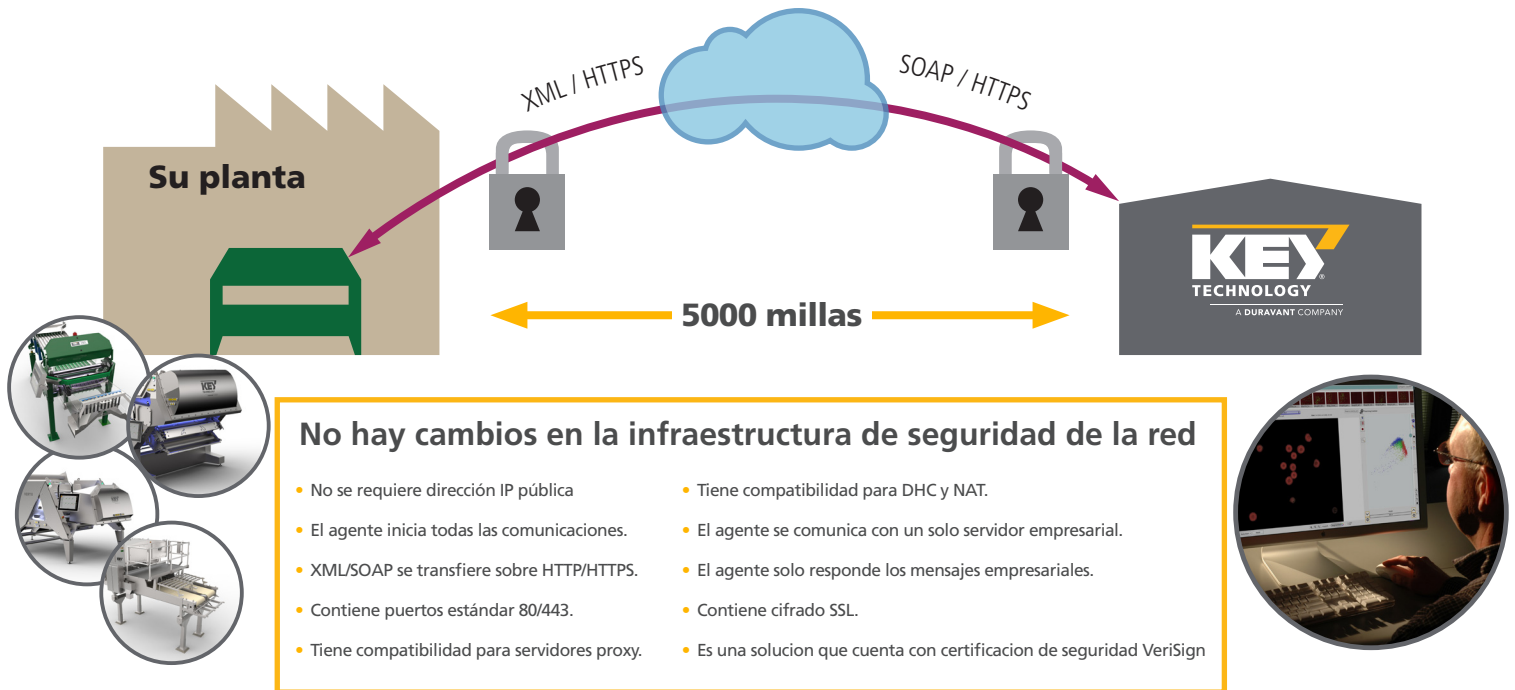 XML / HTTPS
SOAP / HTTPS
Su planta
KEY
TECHNOLOGY
A DURAVANT COMPANY
5000 millas
KEY
No hay cambios en la infraestructura de seguridad de la red
• No se requiere dirección IP pública
• El agente inicia todas las comunicaciones.
• XML/SOAP se transfiere sobre HTTP/HTTPS.
• Contiene puertos estándar 80/443.
• Tiene compatibilidad para servidores proxy.
• Tiene compatibilidad para DHC y NAT.
• El agente se comunica con un solo servidor empresarial.
• El agente solo responde los mensajes empresariales.
• Contiene cifrado SSL.
• Es una solucion que cuenta con certificacion de seguridad VeriSign